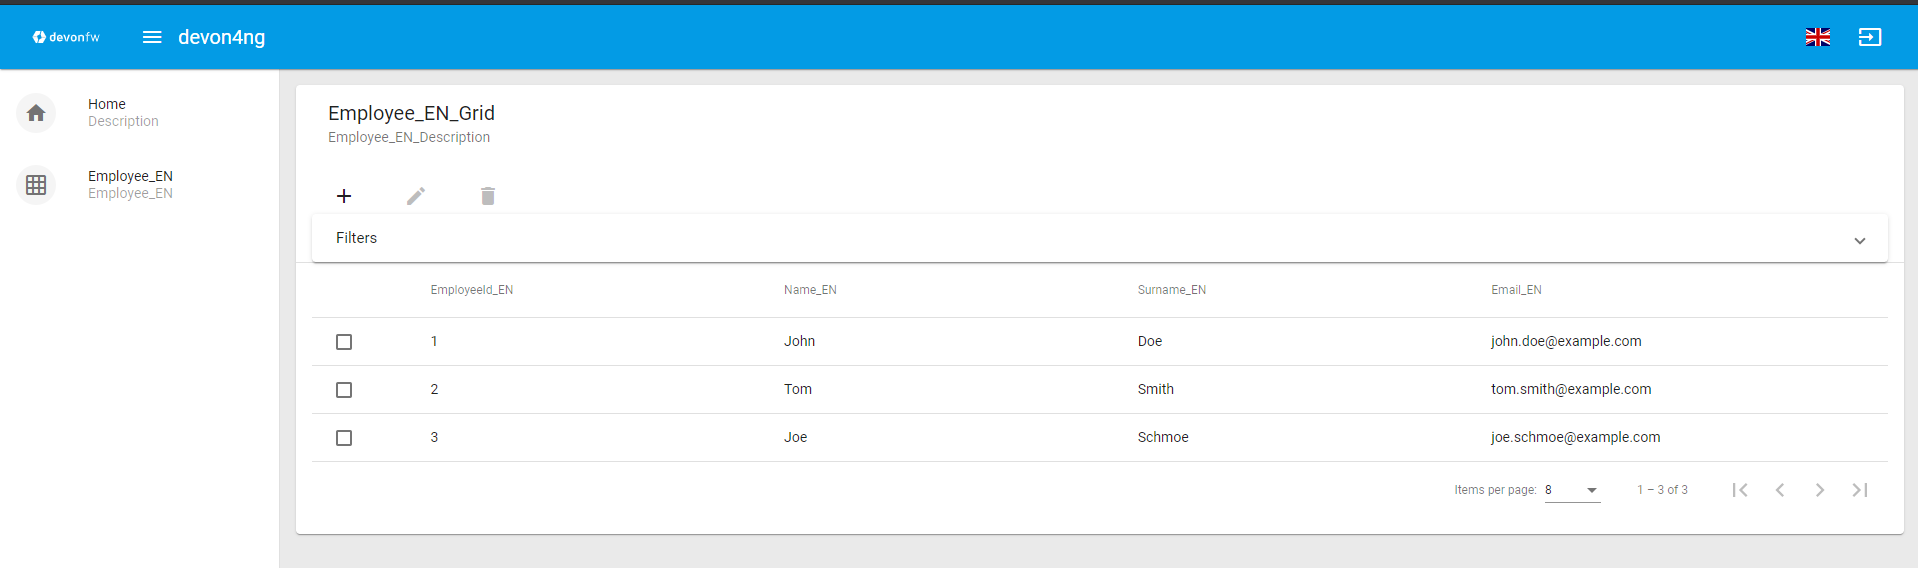 devonfw
devon4ng
Home
Description
Employee_EN
Employee_EN
Employee_EN_Grid
Employee_EN_Description
Filters
EmployeeId_EN Name_EN Surname_EN Email_EN
1 John Doe john.doe@example.com
2 Tom Smith tom.smith@example.com
3 Joe Schmoe joe.schmoe@example.com
Items per page: 8 1 – 3 of 3